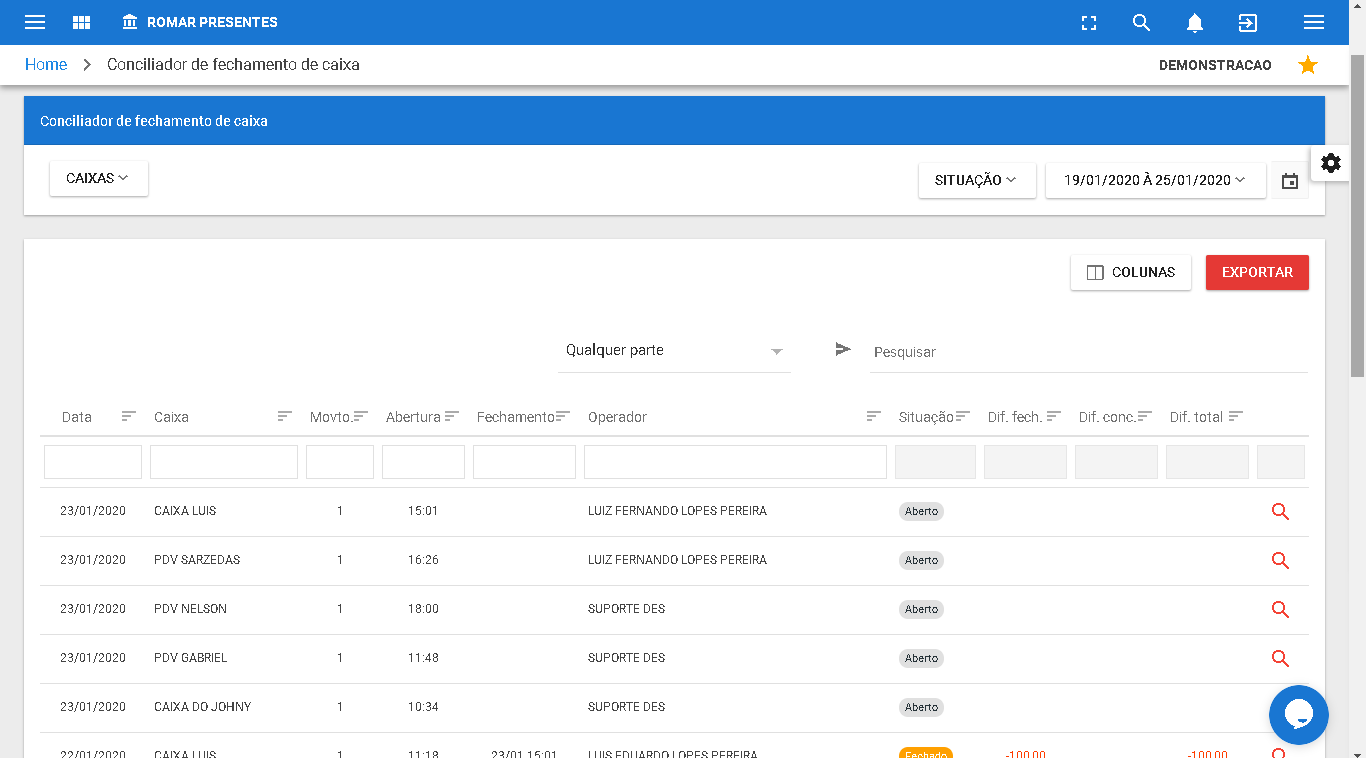 ROMAR PRESENTES
Home > Conciliador de fechamento de caixa DEMONSTRACAO
Conciliador de fechamento de caixa
CAIXAS SITUAÇÃO 19/01/2020 À 25/01/2020
COLUNAS EXPORTAR
Qualquer parte Pesquisar
Data Caixa Movto. Abertura Fechamento Operador Situação Dif. fech. Dif. conc. Dif. total
23/01/2020 CAIXA LUIS 1 15:01 LUIZ FERNANDO LOPES PEREIRA Aberto
23/01/2020 PDV SARZEDAS 1 16:26 LUIZ FERNANDO LOPES PEREIRA Aberto
23/01/2020 PDV NELSON 1 18:00 SUPORTE DES Aberto
23/01/2020 PDV GABRIEL 1 11:48 SUPORTE DES Aberto
23/01/2020 CAIXA DO JOHNY 1 10:34 SUPORTE DES Aberto
22/01/2020 CAIXA LUIS 1 11:18 23/01 15:01 LUIS EDUARDO LOPES PEREIRA Fechado -100,00 -100,00